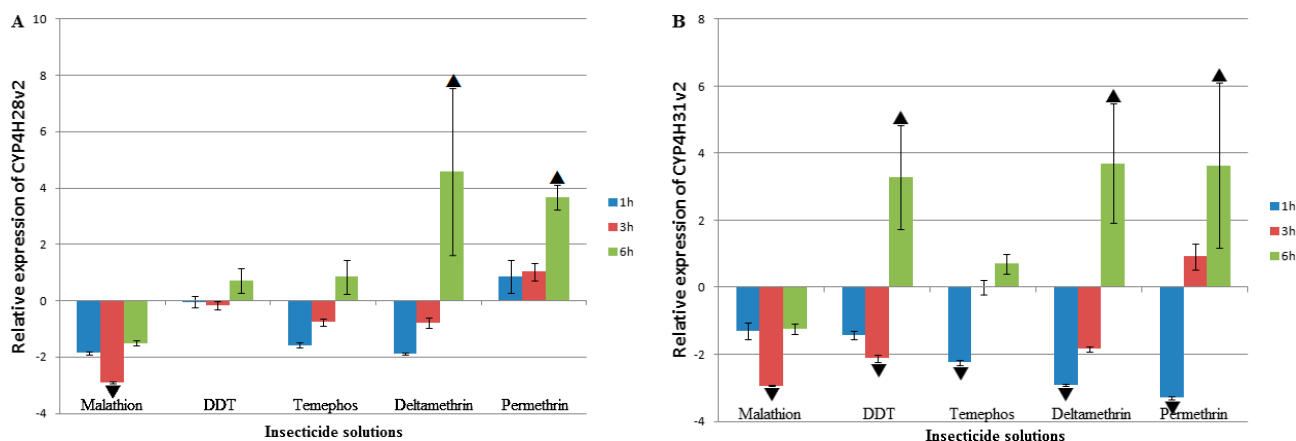 A
Relative expression of CYP4H28v2
10
8
6
4
2
0
-2
-4
Malathion DDT Temephos Deltamethrin Permethrin
Insecticide solutions
1h
3h
6h
B
Relative expression of CYP4H31v2
8
6
4
2
0
-2
-4
Malathion DDT Temephos Deltamethrin Permethrin
Insecticide solutions
1h
3h
6h